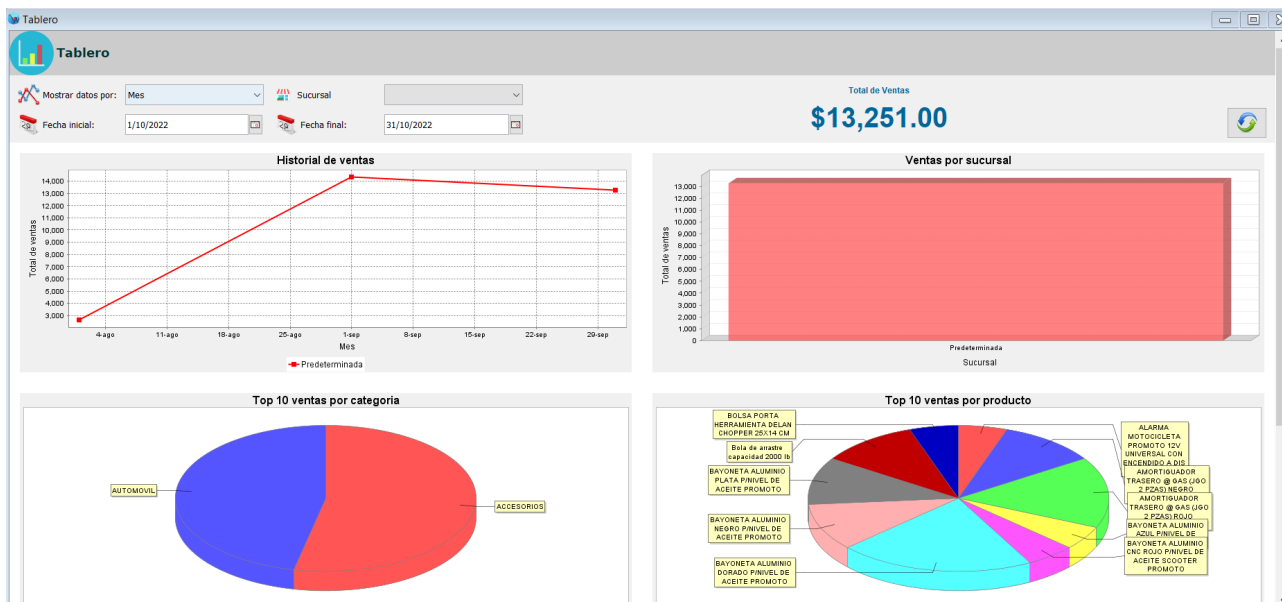 Tablero
Tablero
Mostrar datos por:
Mes
Sucursal
Fecha inicial:
1/10/2022
Fecha final:
31/10/2022
Total de Ventas
$13,251.00
Historial de ventas
14,000
13,000
12,000
11,000
10,000
9,000
8,000
7,000
6,000
5,000
4,000
3,000
Total de ventas
4-ago
11-ago
18-ago
25-ago
1-sep
8-sep
15-sep
22-sep
29-sep
Mes
Predeterminada
Ventas por sucursal
13,000
12,000
11,000
10,000
9,000
8,000
7,000
6,000
5,000
4,000
3,000
2,000
1,000
0
Total de ventas
Predeterminada
Sucursal
Top 10 ventas por categoria
AUTOMOVIL
ACCESORIOS
Top 10 ventas por producto
BOLSA PORTA
HERRAMIENTA DELAN
CHOPPER 25X14 CM
Bola de arrastre
capacidad 2000 lb
BAYONETA ALUMINIO
PLATA P/NIVEL DE
ACEITE PROMOTO
BAYONETA ALUMINIO
NEGRO P/NIVEL DE
ACEITE PROMOTO
BAYONETA ALUMINIO
DORADO P/NIVEL DE
ACEITE PROMOTO
ALARMA
MOTOCICLETA
PROMOTO 12V
UNIVERSAL CON
ENCENDIDO A DIS
AMORTIGUADOR
TRASERO @ GAS (JGO
2 PZAS) NEGRO
AMORTIGUADOR
TRASERO @ GAS (JGO
2 PZAS) ROJO
BAYONETA ALUMINIO
AZUL P/NIVEL DE
BAYONETA ALUMINIO
CNC ROJO P/NIVEL DE
ACEITE SCOOTER
PROMOTO